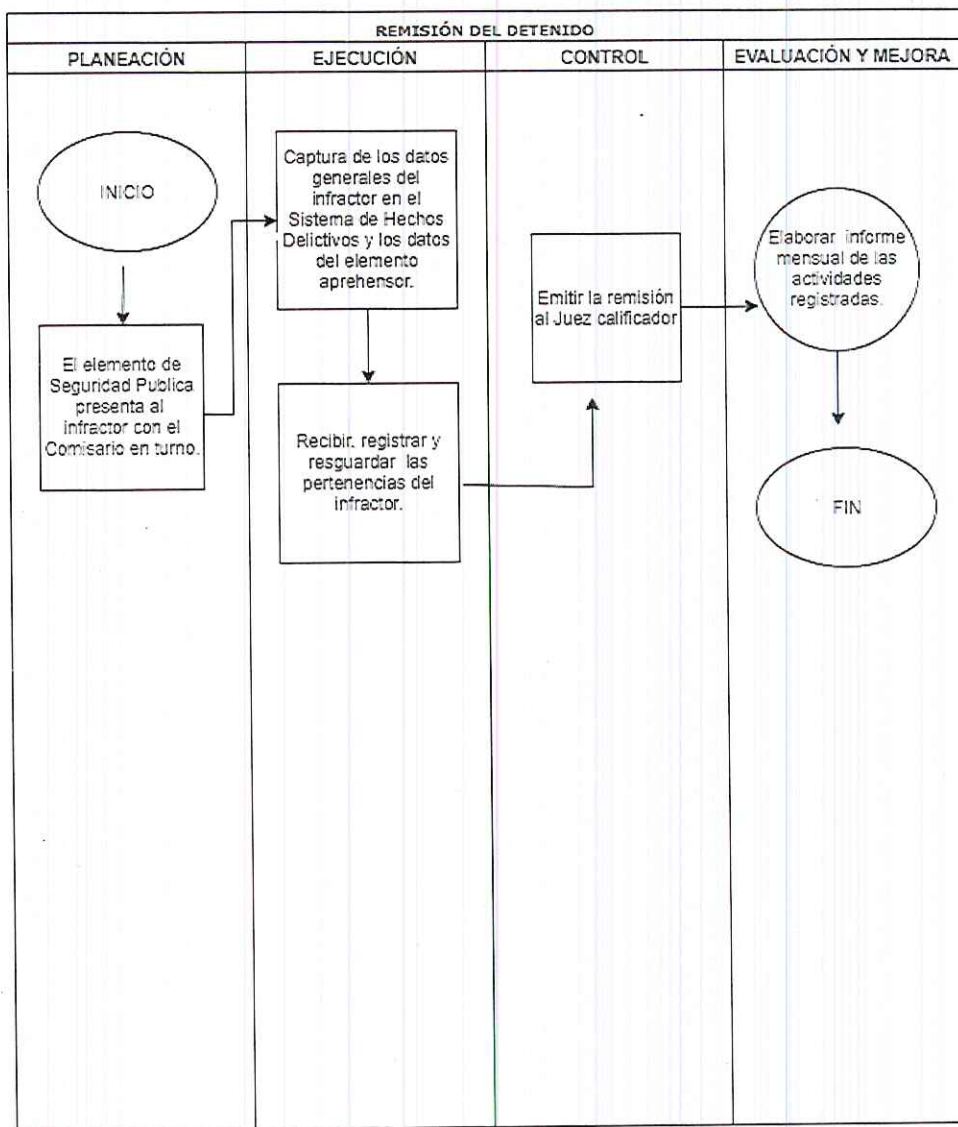 REMISIÓN DEL DETENIDO
PLANEACIÓN
EJECUCIÓN
CONTROL
EVALUACIÓN Y MEJORA
INICIO
El elemento de
Seguridad Publica
presenta al
infractor con el
Comisario en turno.
Captura de los datos
generales del
infractor en el
Sistema de Hechos
Delictivos y los datos
del elemento
aprehensor.
Recibir, registrar y
resguardar las
pertenencias del
infractor.
Emitir la remisión
al Juez calificador
Elaborar informe
mensual de las
actividades
registradas.
FIN